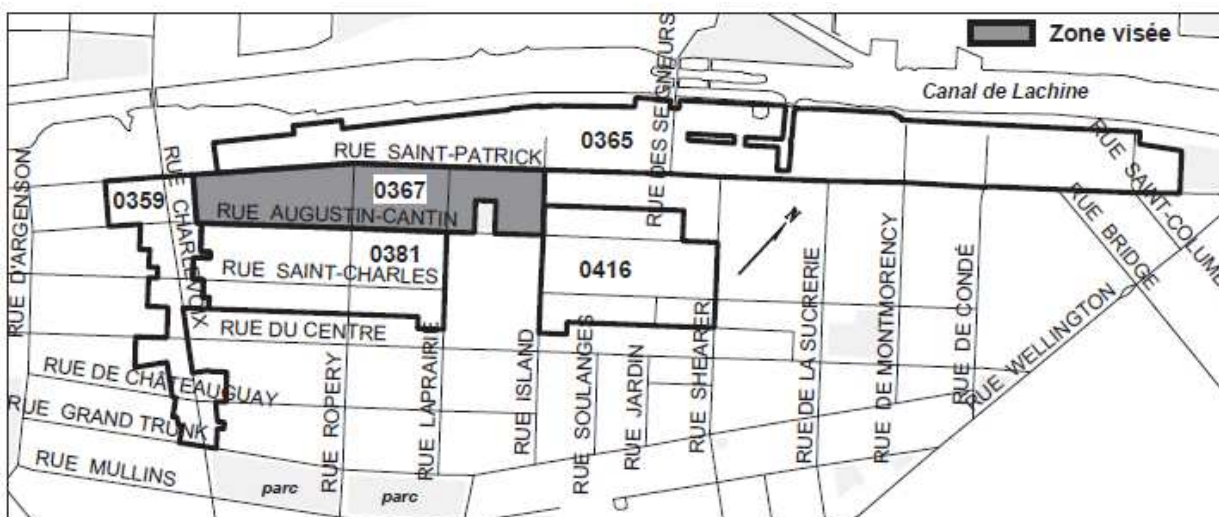 Zone visée
Canal de Lachine
RUE DES SEIGNEURS
0365
RUE SAINT-PATRICK
RUE SAINT-COLUMB
0359
0367
RUE AUGUSTIN-CANTIN
RUE D'ARGENSON
RUE CHARLEVOIX
N
RUE BRIDGE
0381
RUE SAINT-CHARLES
0416
RUE DU CENTRE
RUE DE CHÂTEAUGUAY
RUE GRAND TRUNK
RUE MULLINS
RUE ROPERY
RUE LAPRAIRIE
RUE ISLAND
RUE SOULANGES
RUE JARDIN
RUE SHEARER
RUE DE LA SUCRERIE
RUE DE MONTMORENCY
RUE DE CONDÉ
RUE WELLINGTON
parc
parc